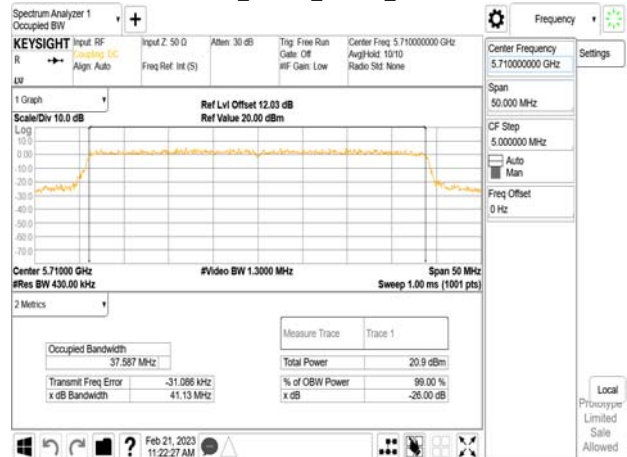 Spectrum Analyzer 1
Occupied BW
+
Frequency
KEYSIGHT
R
LV
Input: RF
Coupling: DC
Align: Auto
Input Z: 50 Ω
Freq Ref: Int (S)
Atten: 30 dB
Trig: Free Run
Gate: Off
#IF Gain: Low
Center Freq: 5.710000000 GHz
Avg|Hold: 10/10
Radio Std: None
Center Frequency
5.710000000 GHz
Settings
Span
50.000 MHz
CF Step
5.000000 MHz
Auto
Man
Freq Offset
0 Hz
1 Graph
Scale/Div 10.0 dB
Ref Lvl Offset 12.03 dB
Ref Value 20.00 dBm
Log
10.0
0.00
-10.0
-20.0
-30.0
-40.0
-50.0
-60.0
-70.0
Center 5.71000 GHz
#Res BW 430.00 kHz
#Video BW 1.3000 MHz
Span 50 MHz
Sweep 1.00 ms (1001 pts)
2 Metrics
Measure Trace
Trace 1
Occupied Bandwidth
37.587 MHz
Total Power
20.9 dBm
Transmit Freq Error
-31.086 kHz
% of OBW Power
99.00 %
x dB Bandwidth
41.13 MHz
x dB
-26.00 dB
Local
Prototype
Limited
Sale
Allowed
?
Feb 21, 2023
11:22:27 AM